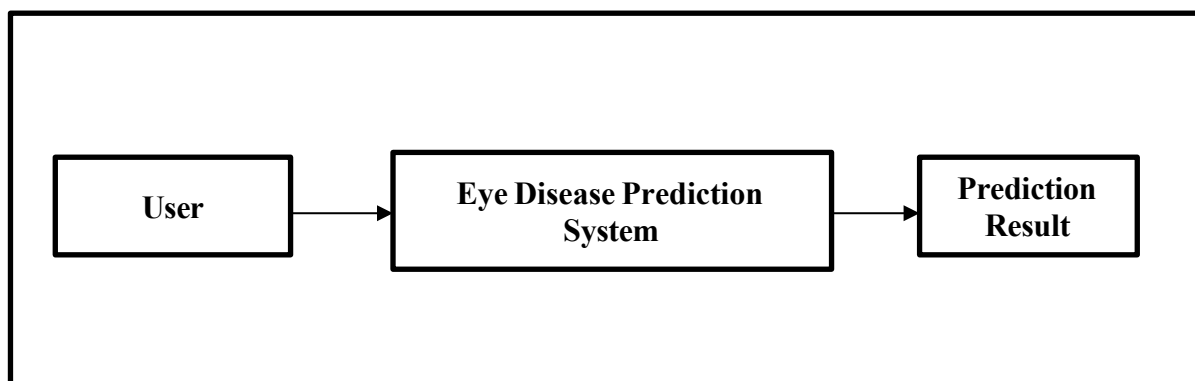 User
Eye Disease Prediction
System
Prediction
Result